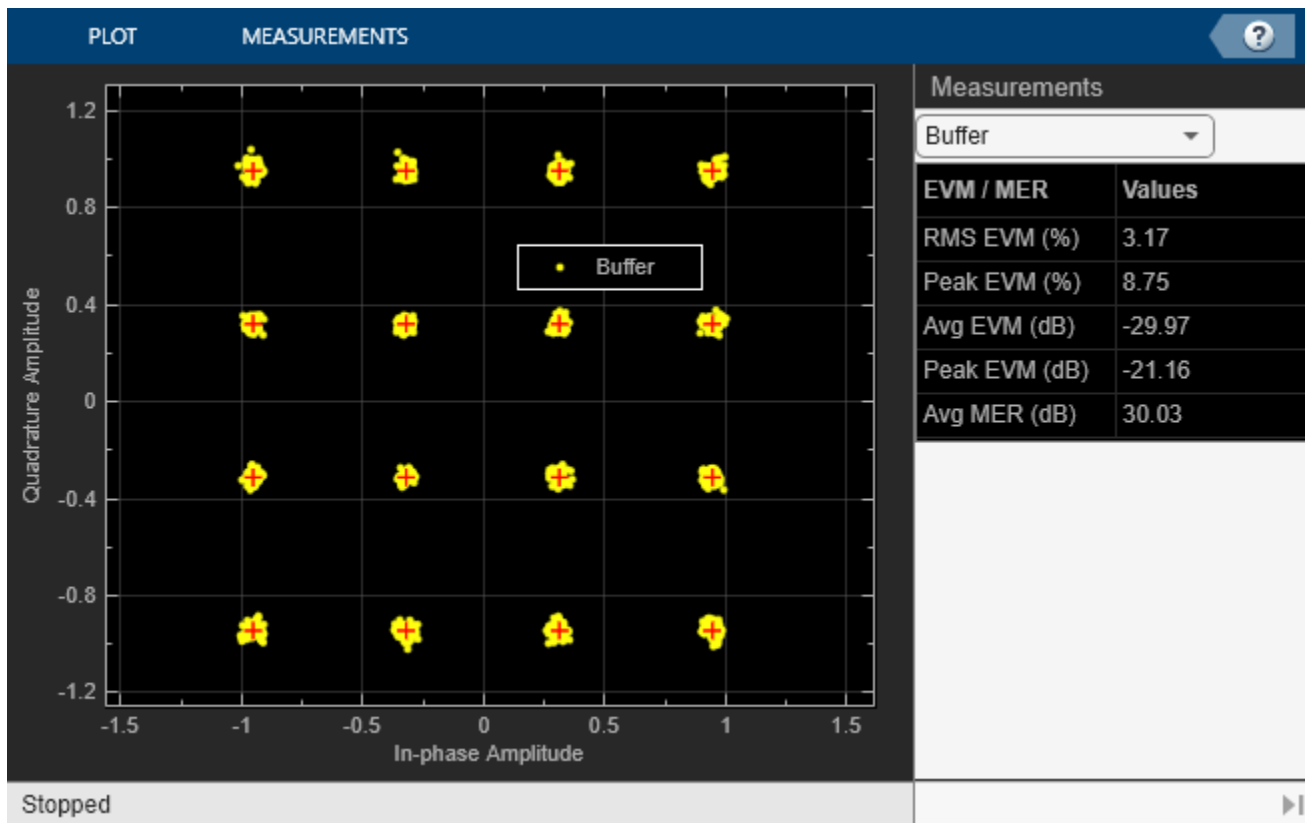 PLOT MEASUREMENTS ?
Measurements
Buffer
EVM / MER Values
RMS EVM (%) 3.17
Peak EVM (%) 8.75
Avg EVM (dB) -29.97
Peak EVM (dB) -21.16
Avg MER (dB) 30.03
1.2
0.8
0.4
0
-0.4
-0.8
-1.2
Quadrature Amplitude
Buffer
-1.5 -1 -0.5 0 0.5 1 1.5
In-phase Amplitude
Stopped